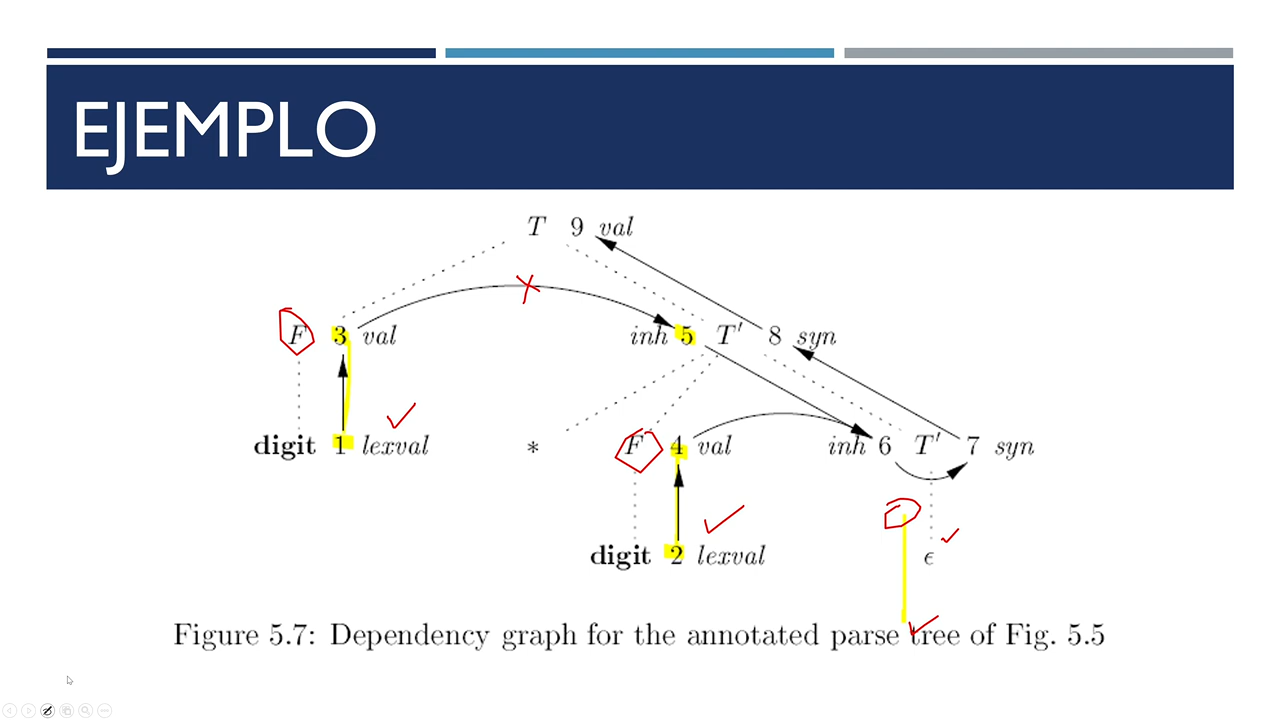 EJEMPLO
T 9 val
F 3 val inh 5 T′ 8 syn
digit 1 lexval * F 4 val inh 6 T′ 7 syn
digit 2 lexval ϵ
Figure 5.7: Dependency graph for the annotated parse tree of Fig. 5.5